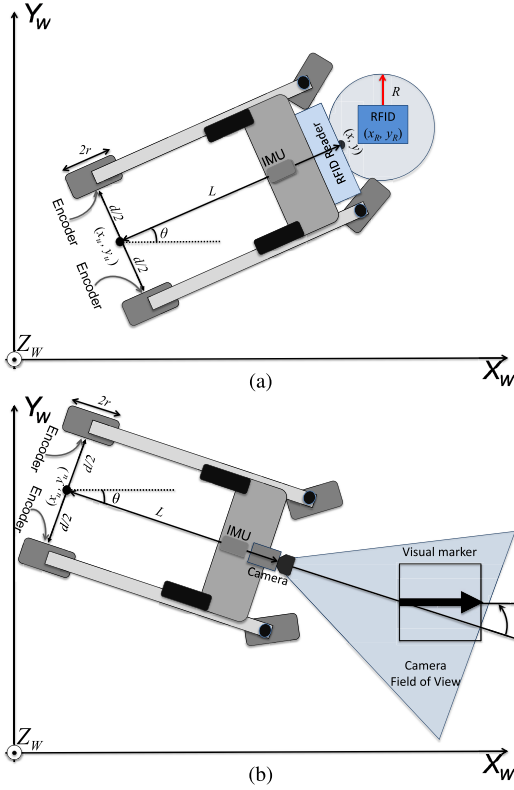 Y_W
R
RFID
(x_R, y_R)
(x, y)
RFID Reader
IMU
2r
L
Encoder
d/2
(x_u, y_u)
θ
d/2
Encoder
Z_W
X_W
(a)
Y_W
2r
Encoder
d/2
(x_u, y_u)
θ
Encoder
d/2
L
IMU
Camera
Visual marker
Camera
Field of View
Z_W
X_W
(b)